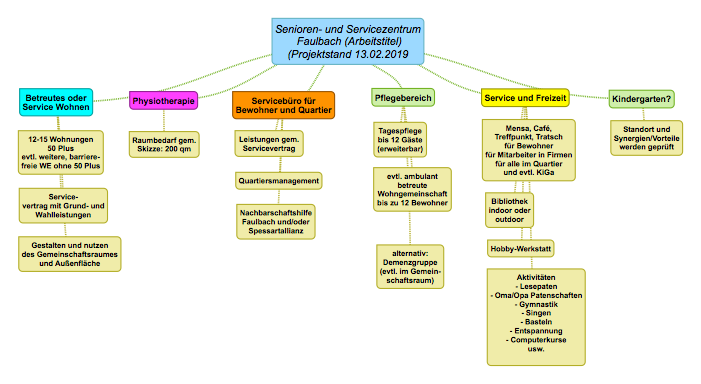 Senioren- und Servicezentrum
Faulbach (Arbeitstitel)
(Projektstand 13.02.2019
Betreutes oder
Service Wohnen
12-15 Wohnungen
50 Plus
evtl. weitere, barriere-
freie WE ohne 50 Plus
Service-
vertrag mit Grund- und
Wahlleistungen
Gestalten und nutzen
des Gemeinschaftsraumes
und Außenfläche
Physiotherapie
Raumbedarf gem.
Skizze: 200 qm
Servicebüro für
Bewohner und Quartier
Leistungen gem.
Servicevertrag
Quartiersmanagement
Nachbarschaftshilfe
Faulbach und/oder
Spessartallianz
Pflegebereich
Tagespflege
bis 12 Gäste
(erweiterbar)
evtl. ambulant
betreute
Wohngemeinschaft
bis zu 12 Bewohner
alternativ:
Demenzgruppe
(evtl. im Gemein-
schaftsraum)
Service und Freizeit
Mensa, Café,
Treffpunkt, Tratsch
für Bewohner
für Mitarbeiter in Firmen
für alle im Quartier
und evtl. KiGa
Bibliothek
indoor oder
outdoor
Hobby-Werkstatt
Aktivitäten
- Lesepaten
- Oma/Opa Patenschaften
- Gymnastik
- Singen
- Basteln
- Entspannung
- Computerkurse
usw.
Kindergarten?
Standort und
Synergien/Vorteile
werden geprüft